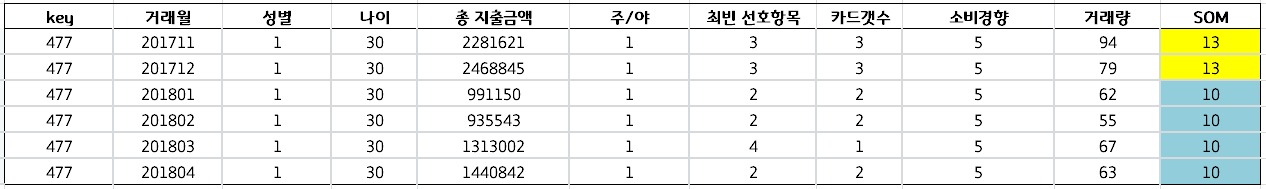 key 거래월 성별 나이 총 지출금액 주/야 최빈 선호항목 카드갯수 소비경향 거래량 SOM
477 201711 1 30 2281621 1 3 3 5 94 13
477 201712 1 30 2468845 1 3 3 5 79 13
477 201801 1 30 991150 1 2 2 5 62 10
477 201802 1 30 935543 1 2 2 5 55 10
477 201803 1 30 1313002 1 4 1 5 67 10
477 201804 1 30 1440842 1 2 2 5 63 10